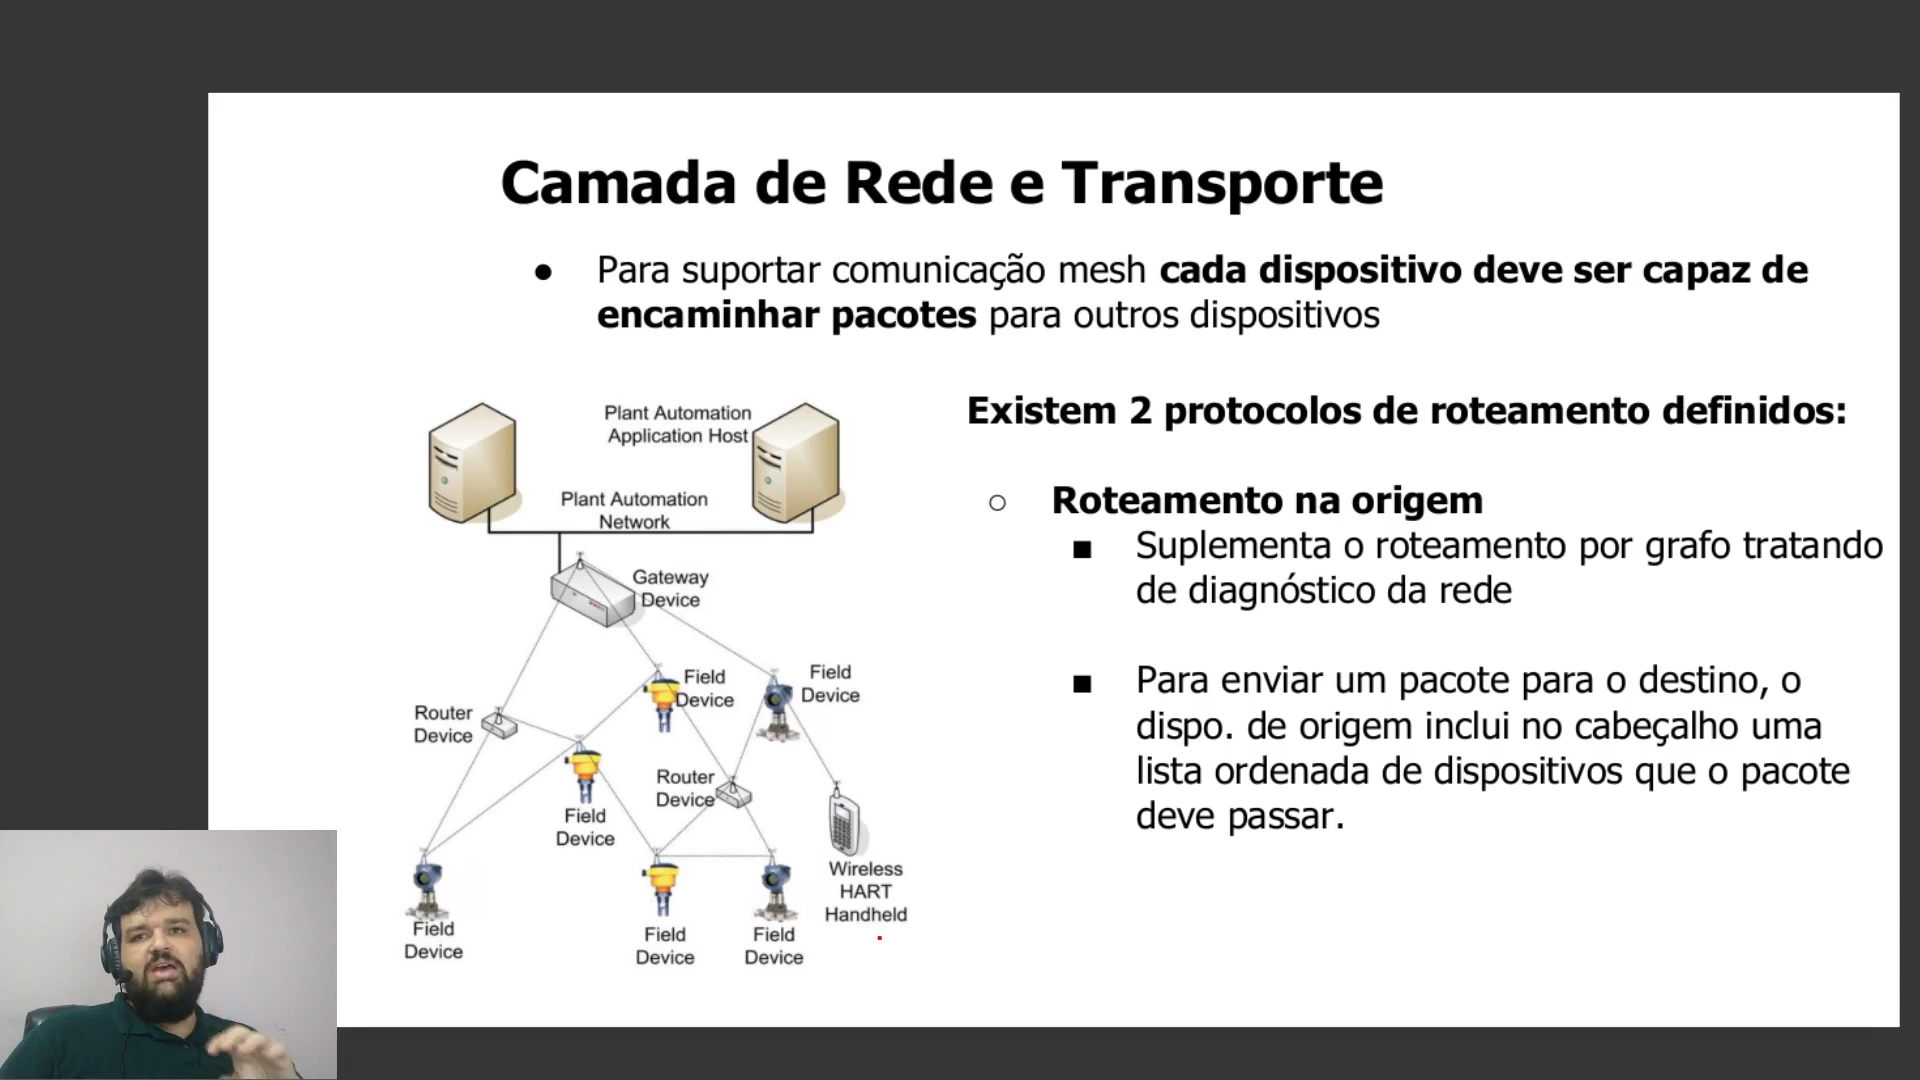 Camada de Rede e Transporte
● Para suportar comunicação mesh cada dispositivo deve ser capaz de
encaminhar pacotes para outros dispositivos
Plant Automation
Application Host
Plant Automation
Network
Gateway
Device
Field
Device
Field
Device
Router
Device
Router
Device
Field
Device
Wireless
HART
Handheld
Field
Device
Field
Device
Field
Device
Existem 2 protocolos de roteamento definidos:
○ Roteamento na origem
■ Suplementa o roteamento por grafo tratando
de diagnóstico da rede
■ Para enviar um pacote para o destino, o
dispo. de origem inclui no cabeçalho uma
lista ordenada de dispositivos que o pacote
deve passar.